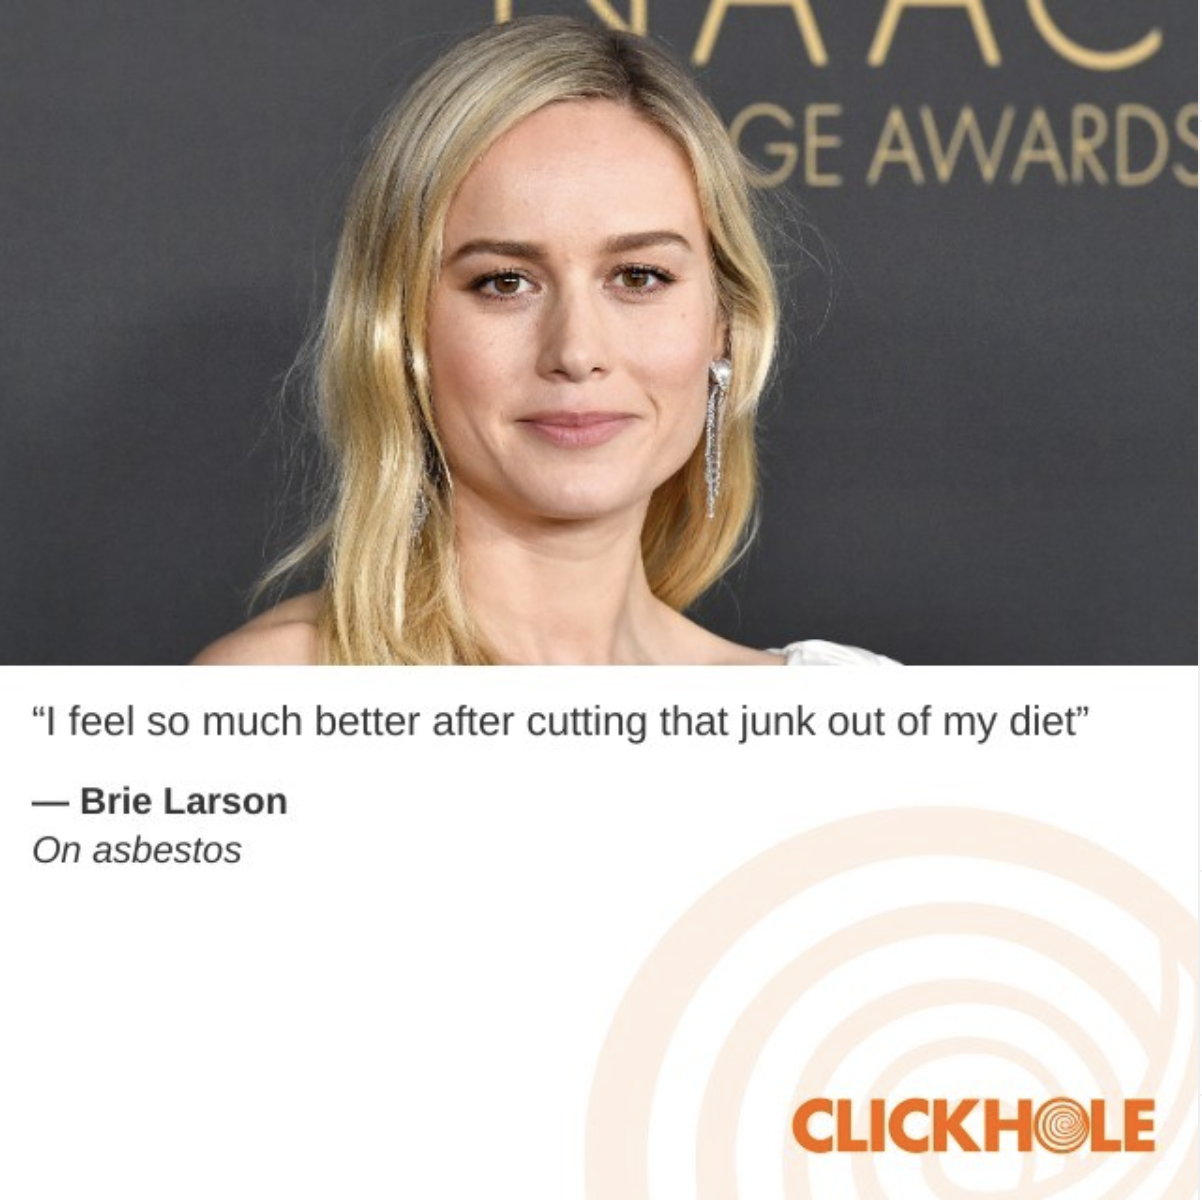 NAAC
GE AWARDS
“I feel so much better after cutting that junk out of my diet”
— Brie Larson
On asbestos
CLICKHOLE